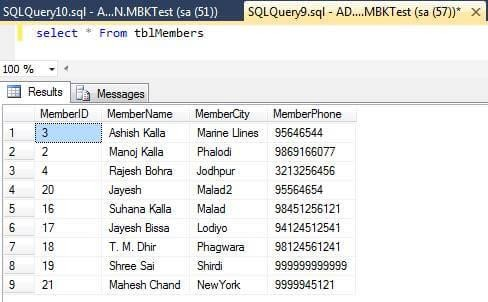 SQLQuery10.sql - A...N.MBKTest (sa (51)) SQLQuery9.sql - AD....MBKTest (sa (57))*
select * From tblMembers
100 %
Results Messages
MemberID MemberName MemberCity MemberPhone
1 3 Ashish Kalla Marine Llines 95646544
2 2 Manoj Kalla Phalodi 9869166077
3 4 Rajesh Bohra Jodhpur 3213256456
4 20 Jayesh Malad2 95564654
5 16 Suhana Kalla Malad 98451256121
6 17 Jayesh Bissa Lodiyo 94124512541
7 18 T. M. Dhir Phagwara 98124561241
8 19 Shree Sai Shirdi 999999999999
9 21 Mahesh Chand NewYork 9999945121